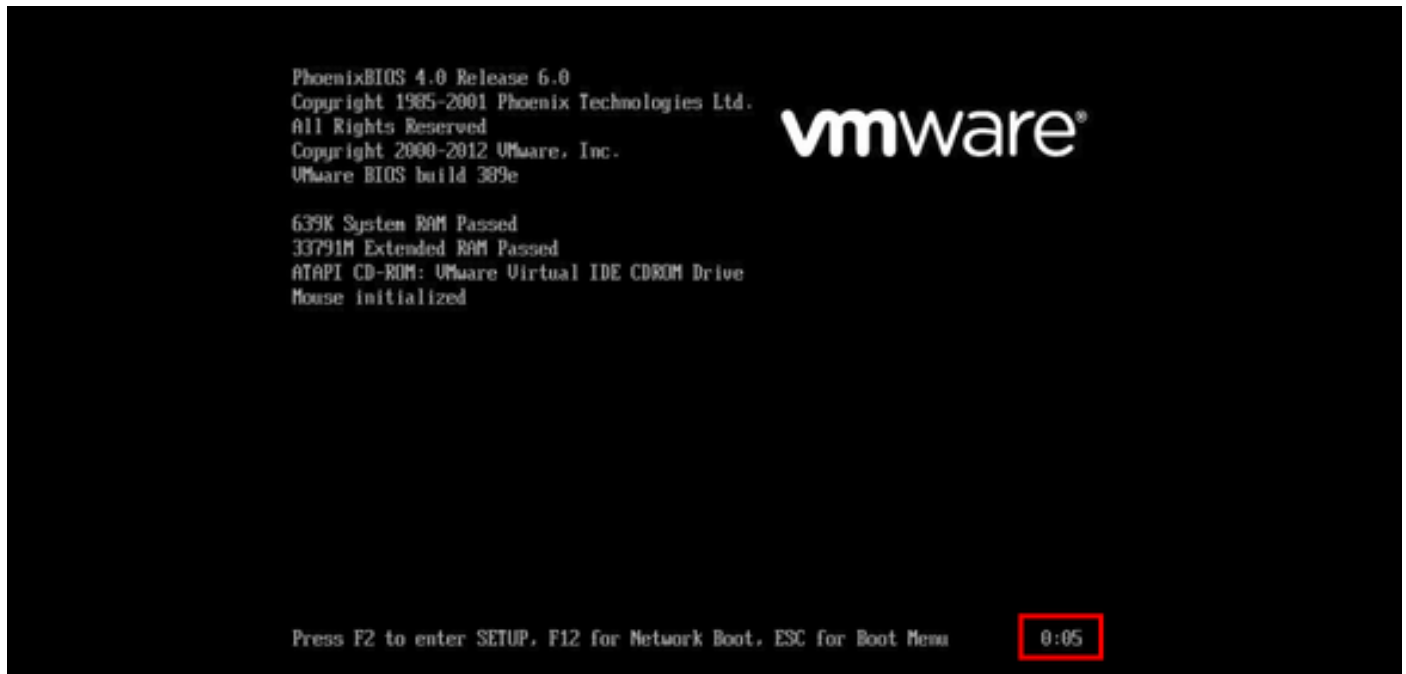 PhoenixBIOS 4.0 Release 6.0
Copyright 1985-2001 Phoenix Technologies Ltd.
All Rights Reserved
Copyright 2000-2012 VMware, Inc.
VMware BIOS build 389e
vmware®
639K System RAM Passed
33791M Extended RAM Passed
ATAPI CD-ROM: VMware Virtual IDE CDROM Drive
Mouse initialized
Press F2 to enter SETUP, F12 for Network Boot, ESC for Boot Menu 0:05